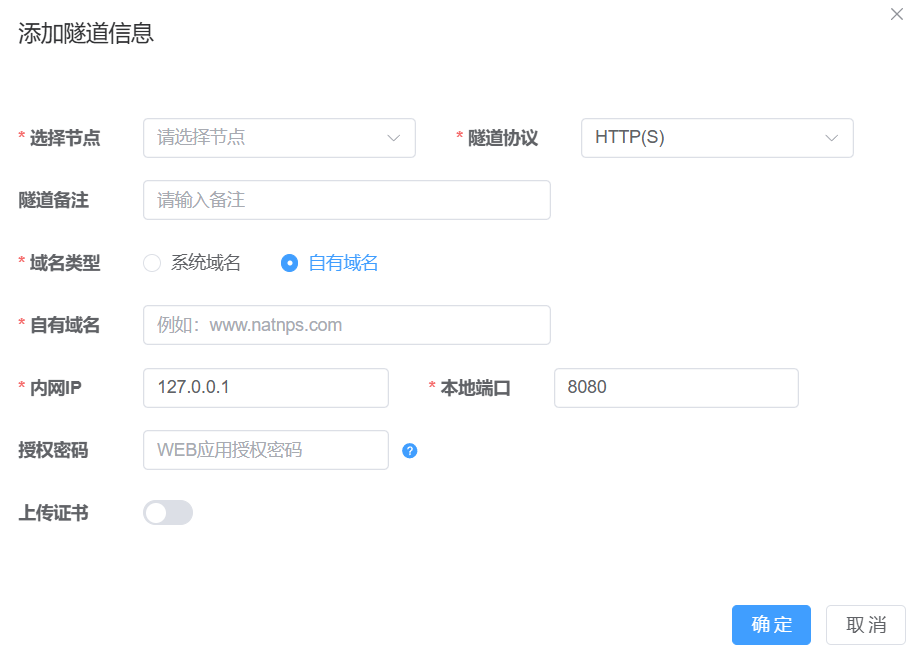 添加隧道信息
* 选择节点 请选择节点 * 隧道协议 HTTP(S)
隧道备注 请输入备注
* 域名类型 系统域名 自有域名
* 自有域名 例如：www.natnps.com
* 内网IP 127.0.0.1 * 本地端口 8080
授权密码 WEB应用授权密码 ?
上传证书
确定 取消